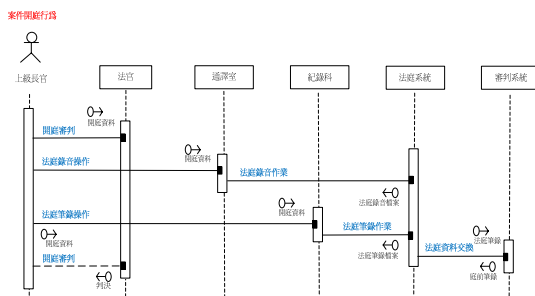 案件開庭行為
上級長官
法官
通譯室
紀錄科
法庭系統
審判系統
開庭資料
開庭審判
開庭資料
法庭錄音操作
法庭錄音作業
法庭錄音檔案
開庭資料
法庭筆錄操作
法庭筆錄作業
開庭資料
法庭筆錄
法庭資料交換
法庭筆錄檔案
開庭審判
庭前筆錄
判決